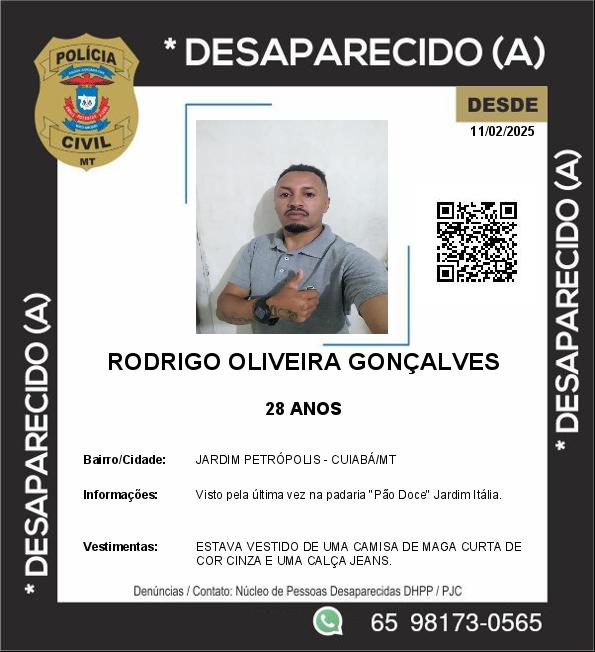 * DESAPARECIDO (A)
POLÍCIA
CIVIL
MT
DESDE
11/02/2025
* DESAPARECIDO (A)
* DESAPARECIDO (A)
RODRIGO OLIVEIRA GONÇALVES
28 ANOS
Bairro/Cidade: JARDIM PETRÓPOLIS - CUIABÁ/MT
Informações: Visto pela última vez na padaria "Pão Doce" Jardim Itália.
Vestimentas: ESTAVA VESTIDO DE UMA CAMISA DE MAGA CURTA DE
COR CINZA E UMA CALÇA JEANS.
Denúncias / Contato: Núcleo de Pessoas Desaparecidas DHPP / PJC
65 98173-0565